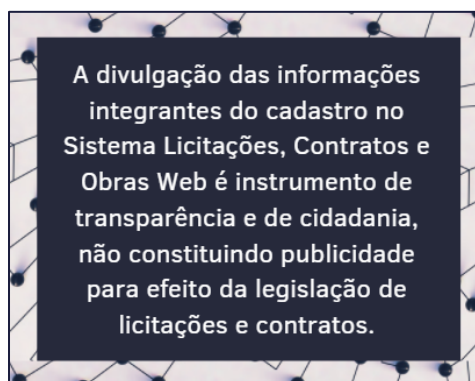 A divulgação das informações
integrantes do cadastro no
Sistema Licitações, Contratos e
Obras Web é instrumento de
transparência e de cidadania,
não constituindo publicidade
para efeito da legislação de
licitações e contratos.